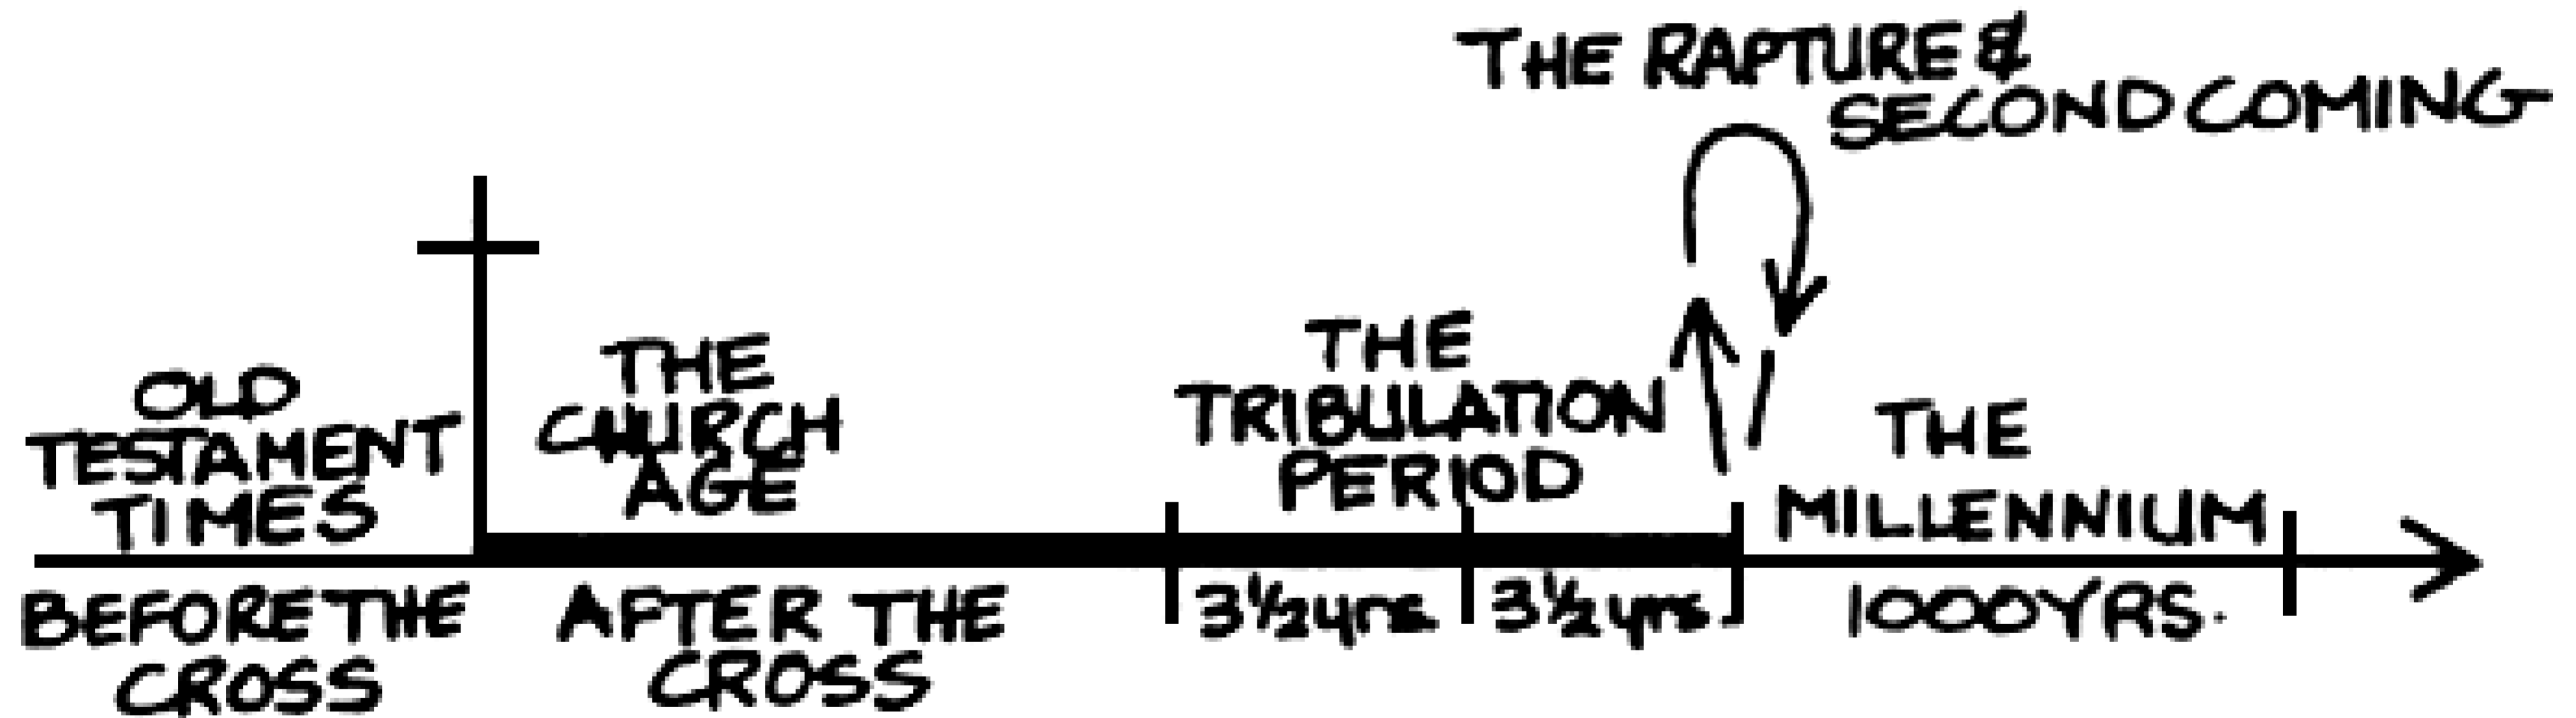 THE RAPTURE &
SECOND COMING
OLD
TESTAMENT
TIMES
THE
CHURCH
AGE
THE
TRIBULATION
PERIOD
THE
MILLENNIUM
BEFORE THE
CROSS
AFTER THE
CROSS
3½ yrs.
3½ yrs.
1000 YRS.